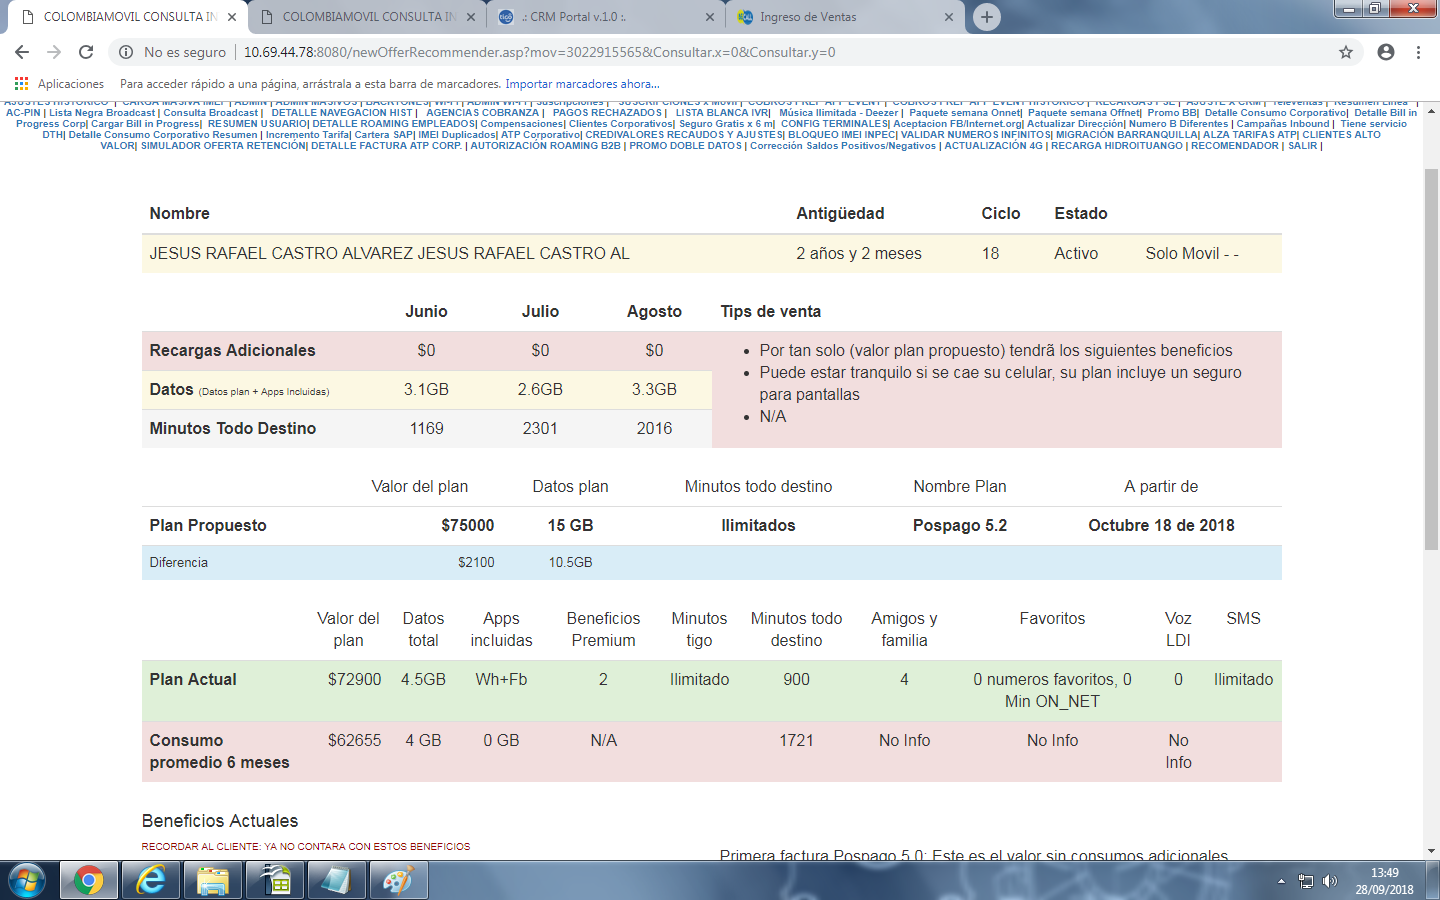 COLOMBIAMOVIL CONSULTA IN
COLOMBIAMOVIL CONSULTA IN
tigo .: CRM Portal v.1.0 :.
Ingreso de Ventas
No es seguro | 10.69.44.78:8080/newOfferRecommender.asp?mov=3022915565&Consultar.x=0&Consultar.y=0
Aplicaciones Para acceder rápido a una página, arrástrala a esta barra de marcadores. Importar marcadores ahora...
AC-PIN | Lista Negra Broadcast | Consulta Broadcast | DETALLE NAVEGACION HIST | AGENCIAS COBRANZA | PAGOS RECHAZADOS | LISTA BLANCA IVR| Música Ilimitada - Deezer | Paquete semana Onnet| Paquete semana Offnet| Promo BB| Detalle Consumo Corporativo| Detalle Bill in
Progress Corp| Cargar Bill in Progress| RESUMEN USUARIO| DETALLE ROAMING EMPLEADOS| Compensaciones| Clientes Corporativos| Seguro Gratis x 6 m| CONFIG TERMINALES| Aceptacion FB/Internet.org| Actualizar Dirección| Numero B Diferentes | Campañas Inbound | Tiene servicio
DTH| Detalle Consumo Corporativo Resumen | Incremento Tarifa| Cartera SAP| IMEI Duplicados| ATP Corporativo| CREDIVALORES RECAUDOS Y AJUSTES| BLOQUEO IMEI INPEC| VALIDAR NUMEROS INFINITOS| MIGRACIÓN BARRANQUILLA| ALZA TARIFAS ATP| CLIENTES ALTO
VALOR| SIMULADOR OFERTA RETENCIÓN| DETALLE FACTURA ATP CORP. | AUTORIZACIÓN ROAMING B2B | PROMO DOBLE DATOS | Corrección Saldos Positivos/Negativos | ACTUALIZACIÓN 4G | RECARGA HIDROITUANGO | RECOMENDADOR | SALIR |
Nombre Antigüedad Ciclo Estado
JESUS RAFAEL CASTRO ALVAREZ JESUS RAFAEL CASTRO AL 2 años y 2 meses 18 Activo Solo Movil - -
Junio Julio Agosto Tips de venta
Recargas Adicionales $0 $0 $0
Datos (Datos plan + Apps Incluidas) 3.1GB 2.6GB 3.3GB
Minutos Todo Destino 1169 2301 2016
• Por tan solo (valor plan propuesto) tendrã los siguientes beneficios
• Puede estar tranquilo si se cae su celular, su plan incluye un seguro
para pantallas
• N/A
Valor del plan Datos plan Minutos todo destino Nombre Plan A partir de
Plan Propuesto $75000 15 GB Ilimitados Pospago 5.2 Octubre 18 de 2018
Diferencia $2100 10.5GB
Valor del plan Datos total Apps incluidas Beneficios Premium Minutos tigo Minutos todo destino Amigos y familia Favoritos Voz LDI SMS
Plan Actual $72900 4.5GB Wh+Fb 2 Ilimitado 900 4 0 numeros favoritos, 0 Min ON_NET 0 Ilimitado
Consumo promedio 6 meses $62655 4 GB 0 GB N/A 1721 No Info No Info No Info
Beneficios Actuales
RECORDAR AL CLIENTE: YA NO CONTARA CON ESTOS BENEFICIOS
Primera factura Pospago 5.0: Este es el valor sin consumos adicionales
13:49
28/09/2018